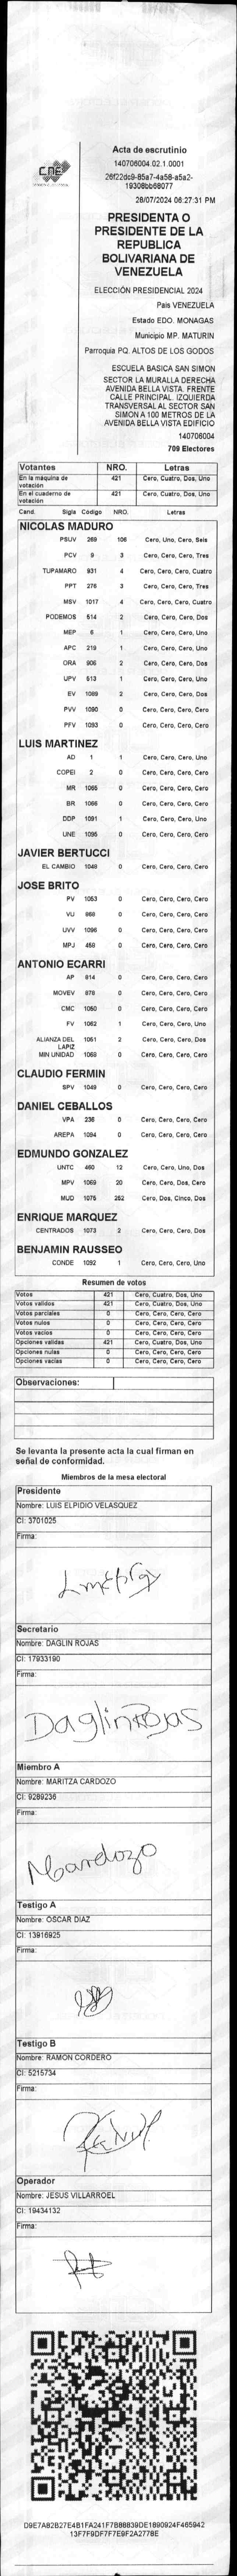 CNE
Acta de escrutinio
140706004.02.1.0001
26f22dc9-85a7-4a58-a5a2-
19308bb68077
28/07/2024 06:27:31 PM
PRESIDENTA O
PRESIDENTE DE LA
REPUBLICA
BOLIVARIANA DE
VENEZUELA
ELECCIÓN PRESIDENCIAL 2024
Pais VENEZUELA
Estado EDO. MONAGAS
Municipio MP. MATURIN
Parroquia PQ. ALTOS DE LOS GODOS
ESCUELA BASICA SAN SIMON
SECTOR LA MURALLA DERECHA
AVENIDA BELLA VISTA. FRENTE
CALLE PRINCIPAL. IZQUIERDA
TRANSVERSAL AL SECTOR SAN
SIMON A 100 METROS DE LA
AVENIDA BELLA VISTA EDIFICIO
140706004
709 Electores
Votantes NRO. Letras
En la máquina de votación 421 Cero, Cuatro, Dos, Uno
En el cuaderno de votación 421 Cero, Cuatro, Dos, Uno
Cand. Sigla Codigo NRO. Letras
NICOLAS MADURO
PSUV 269 106 Cero, Uno, Cero, Seis
PCV 9 3 Cero, Cero, Cero, Tres
TUPAMARO 931 4 Cero, Cero, Cero, Cuatro
PPT 276 3 Cero, Cero, Cero, Tres
MSV 1017 4 Cero, Cero, Cero, Cuatro
PODEMOS 514 2 Cero, Cero, Cero, Dos
MEP 6 1 Cero, Cero, Cero, Uno
APC 219 1 Cero, Cero, Cero, Uno
ORA 906 2 Cero, Cero, Cero, Dos
UPV 513 1 Cero, Cero, Cero, Uno
EV 1089 2 Cero, Cero, Cero, Dos
PVV 1090 0 Cero, Cero, Cero, Cero
PFV 1093 0 Cero, Cero, Cero, Cero
LUIS MARTINEZ
AD 1 1 Cero, Cero, Cero, Uno
COPEI 2 0 Cero, Cero, Cero, Cero
MR 1065 0 Cero, Cero, Cero, Cero
BR 1066 0 Cero, Cero, Cero, Cero
DDP 1091 1 Cero, Cero, Cero, Uno
UNE 1095 0 Cero, Cero, Cero, Cero
JAVIER BERTUCCI
EL CAMBIO 1048 0 Cero, Cero, Cero, Cero
JOSE BRITO
PV 1053 0 Cero, Cero, Cero, Cero
VU 868 0 Cero, Cero, Cero, Cero
UVV 1096 0 Cero, Cero, Cero, Cero
MPJ 458 0 Cero, Cero, Cero, Cero
ANTONIO ECARRI
AP 914 0 Cero, Cero, Cero, Cero
MOVEV 878 0 Cero, Cero, Cero, Cero
CMC 1050 0 Cero, Cero, Cero, Cero
FV 1062 1 Cero, Cero, Cero, Uno
ALIANZA DEL LAPIZ 1051 2 Cero, Cero, Cero, Dos
MIN UNIDAD 1069 0 Cero, Cero, Cero, Cero
CLAUDIO FERMIN
SPV 1049 0 Cero, Cero, Cero, Cero
DANIEL CEBALLOS
VPA 236 0 Cero, Cero, Cero, Cero
AREPA 1094 0 Cero, Cero, Cero, Cero
EDMUNDO GONZALEZ
UNTC 460 12 Cero, Cero, Uno, Dos
MPV 1069 20 Cero, Cero, Dos, Cero
MUD 1075 252 Cero, Dos, Cinco, Dos
ENRIQUE MARQUEZ
CENTRADOS 1073 2 Cero, Cero, Cero, Dos
BENJAMIN RAUSSEO
CONDE 1092 1 Cero, Cero, Cero, Uno
Resumen de votos
Votos 421 Cero, Cuatro, Dos, Uno
Votos validos 421 Cero, Cuatro, Dos, Uno
Votos parciales 0 Cero, Cero, Cero, Cero
Votos nulos 0 Cero, Cero, Cero, Cero
Votos vacios 0 Cero, Cero, Cero, Cero
Opciones validas 421 Cero, Cuatro, Dos, Uno
Opciones nulas 0 Cero, Cero, Cero, Cero
Opciones vacias 0 Cero, Cero, Cero, Cero
Observaciones:
Se levanta la presente acta la cual firman en
señal de conformidad.
Miembros de la mesa electoral
Presidente
Nombre: LUIS ELPIDIO VELASQUEZ
CI: 3701025
Firma:
Secretario
Nombre: DAGLIN ROJAS
CI: 17933190
Firma:
Daglin Rojas
Miembro A
Nombre: MARITZA CARDOZO
CI: 9289236
Firma:
MCardozo
Testigo A
Nombre: OSCAR DIAZ
CI: 13916925
Firma:
Testigo B
Nombre: RAMON CORDERO
CI: 5215734
Firma:
Operador
Nombre: JESUS VILLARROEL
CI: 19434132
Firma:
D9E7A82B27E4B1FA241F7B88839DE1890924F465942
13F7F9DF7F7E9F2A2778E